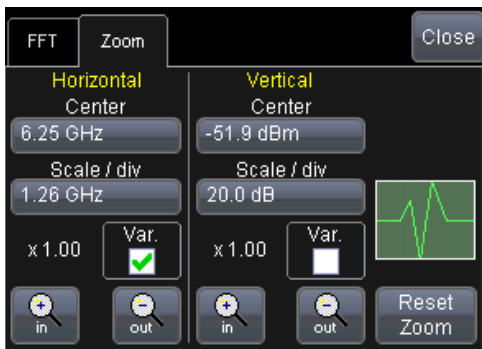 FFT Zoom Close
Horizontal Vertical
Center Center
6.25 GHz -51.9 dBm
Scale / div Scale / div
1.26 GHz 20.0 dB
x 1.00 Var. x 1.00 Var.
in out in out Reset
Zoom